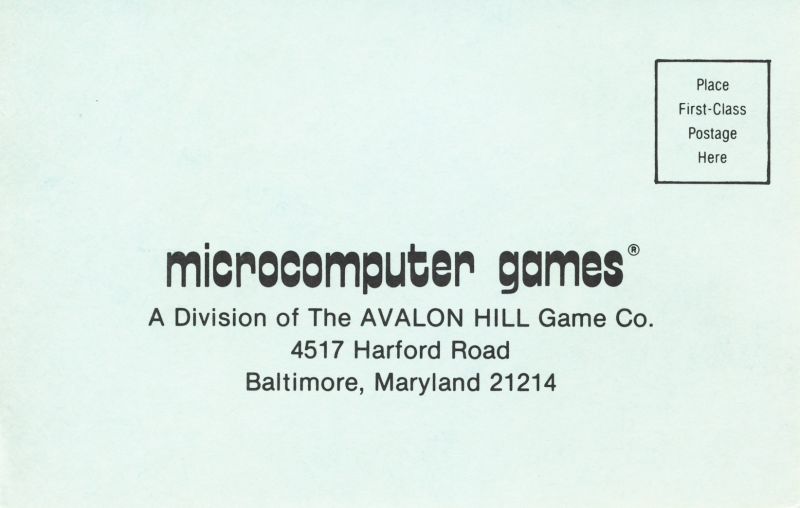 Place
First-Class
Postage
Here
microcomputer games®
A Division of The AVALON HILL Game Co.
4517 Harford Road
Baltimore, Maryland 21214